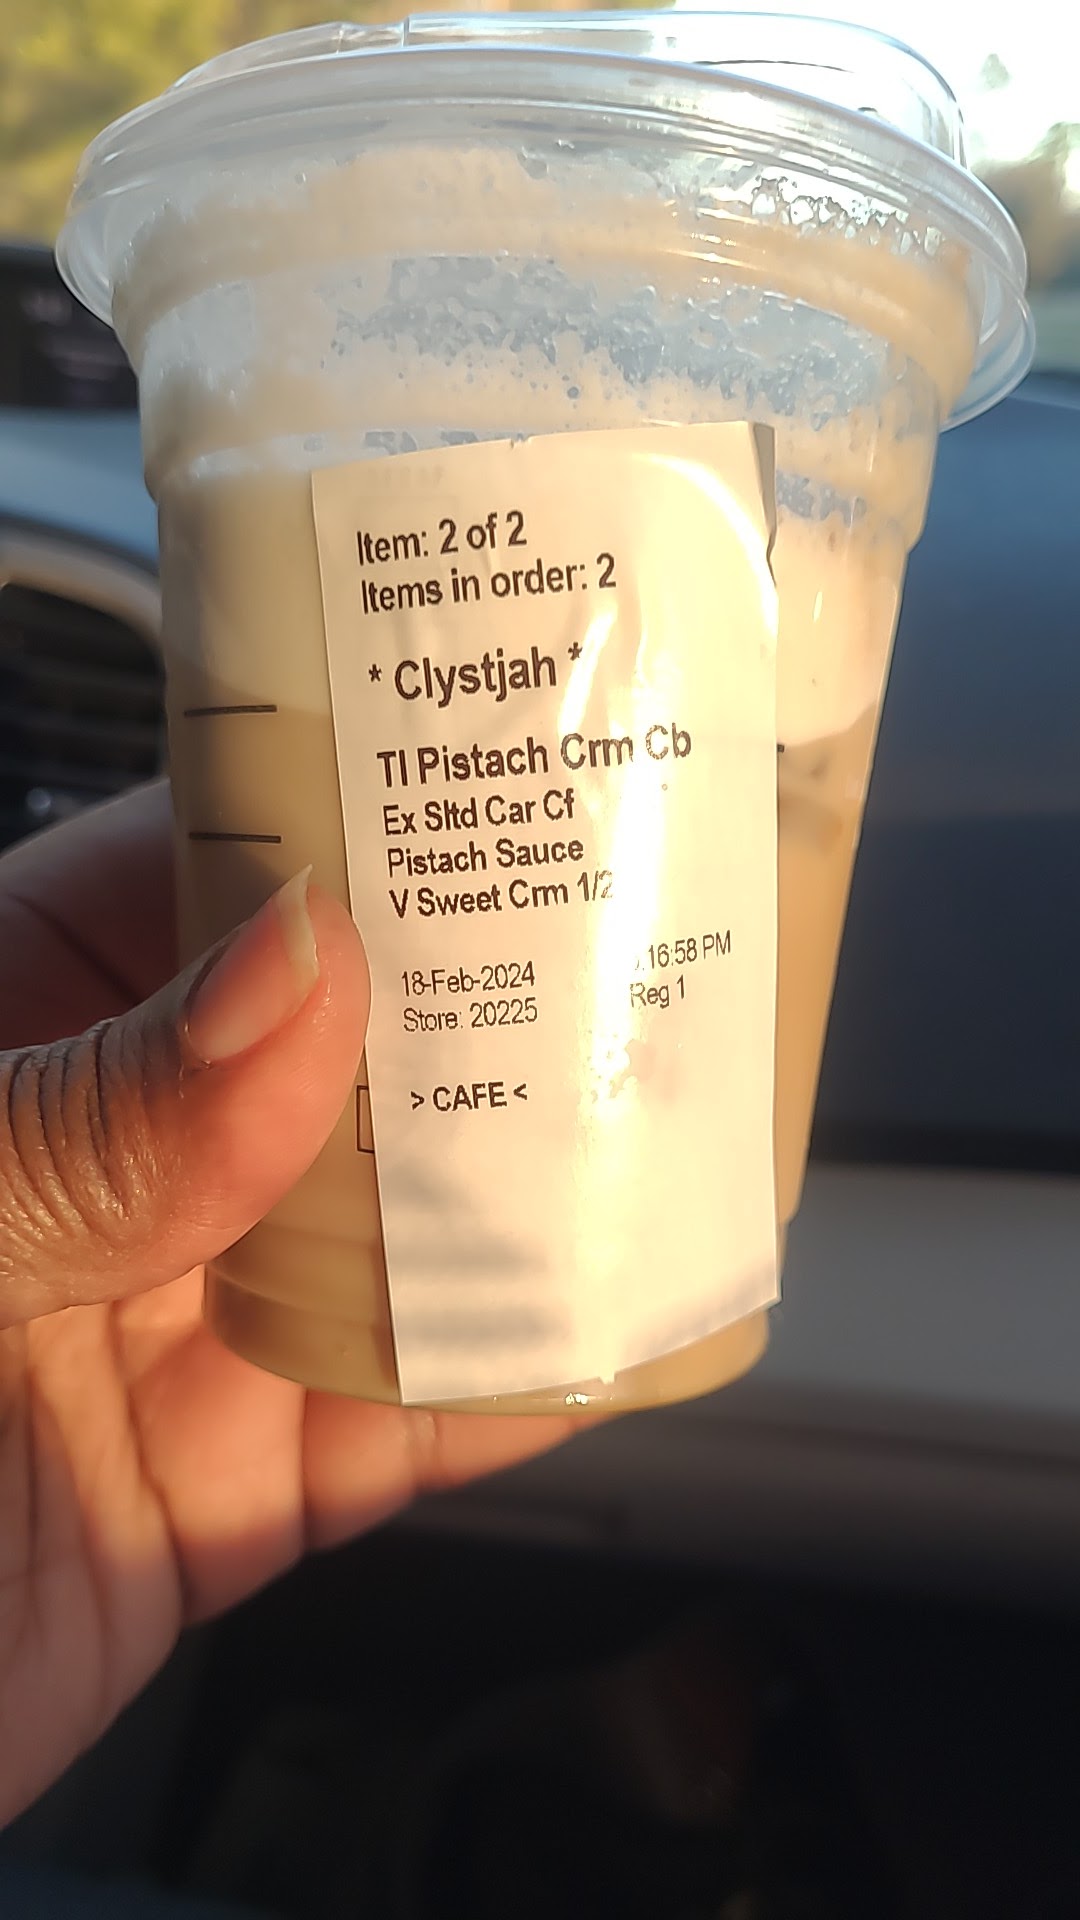 Item: 2 of 2
Items in order: 2
* Clystjah *
Tl Pistach Crm Cb
Ex Sltd Car Cf
Pistach Sauce
V Sweet Crm 1/2
18-Feb-2024 :16:58 PM
Store: 20225 Reg 1
> CAFE <